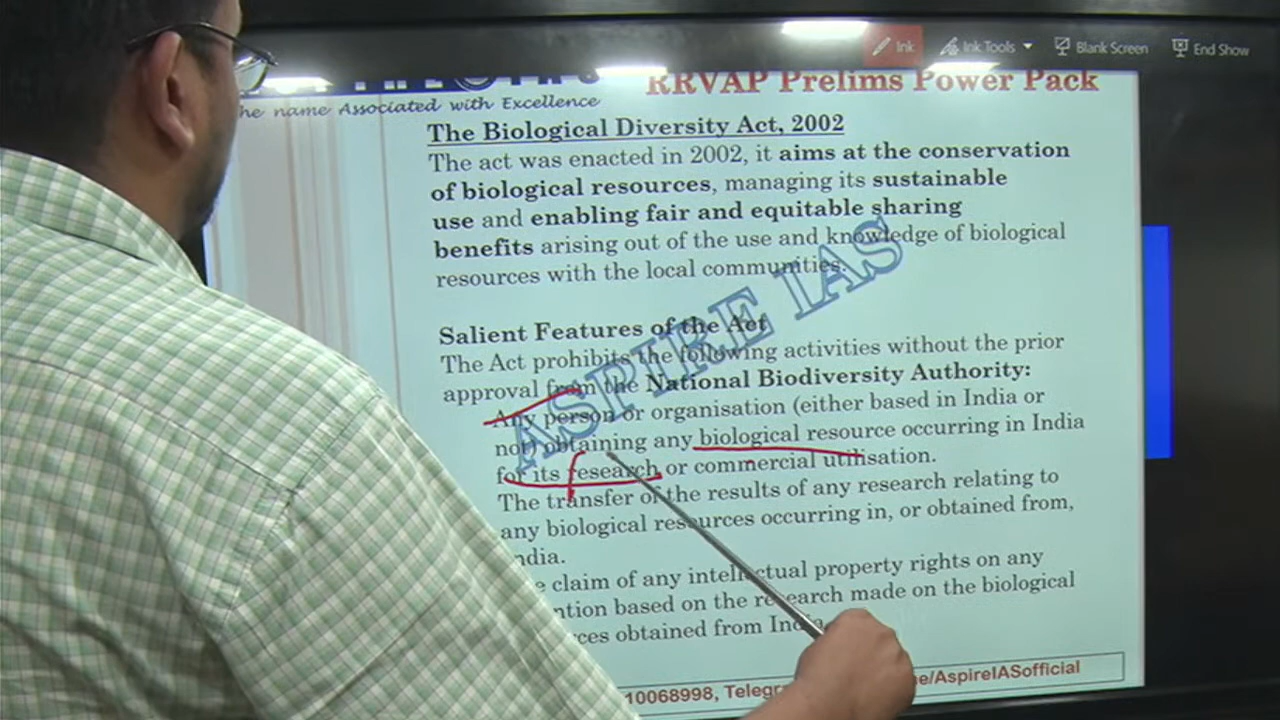 Ink Ink Tools Blank Screen End Show
RRVAP Prelims Power Pack
he name Associated with Excellence
The Biological Diversity Act, 2002
The act was enacted in 2002, it aims at the conservation
of biological resources, managing its sustainable
use and enabling fair and equitable sharing
benefits arising out of the use and knowledge of biological
resources with the local communities.
Salient Features of the Act
The Act prohibits the following activities without the prior
approval from the National Biodiversity Authority:
Any person or organisation (either based in India or
not) obtaining any biological resource occurring in India
for its research or commercial utilisation.
The transfer of the results of any research relating to
any biological resources occurring in, or obtained from,
ndia.
e claim of any intellectual property rights on any
ntion based on the research made on the biological
rces obtained from India.
ASPIRE IAS
10068998, Telegr
e/AspireIASofficial